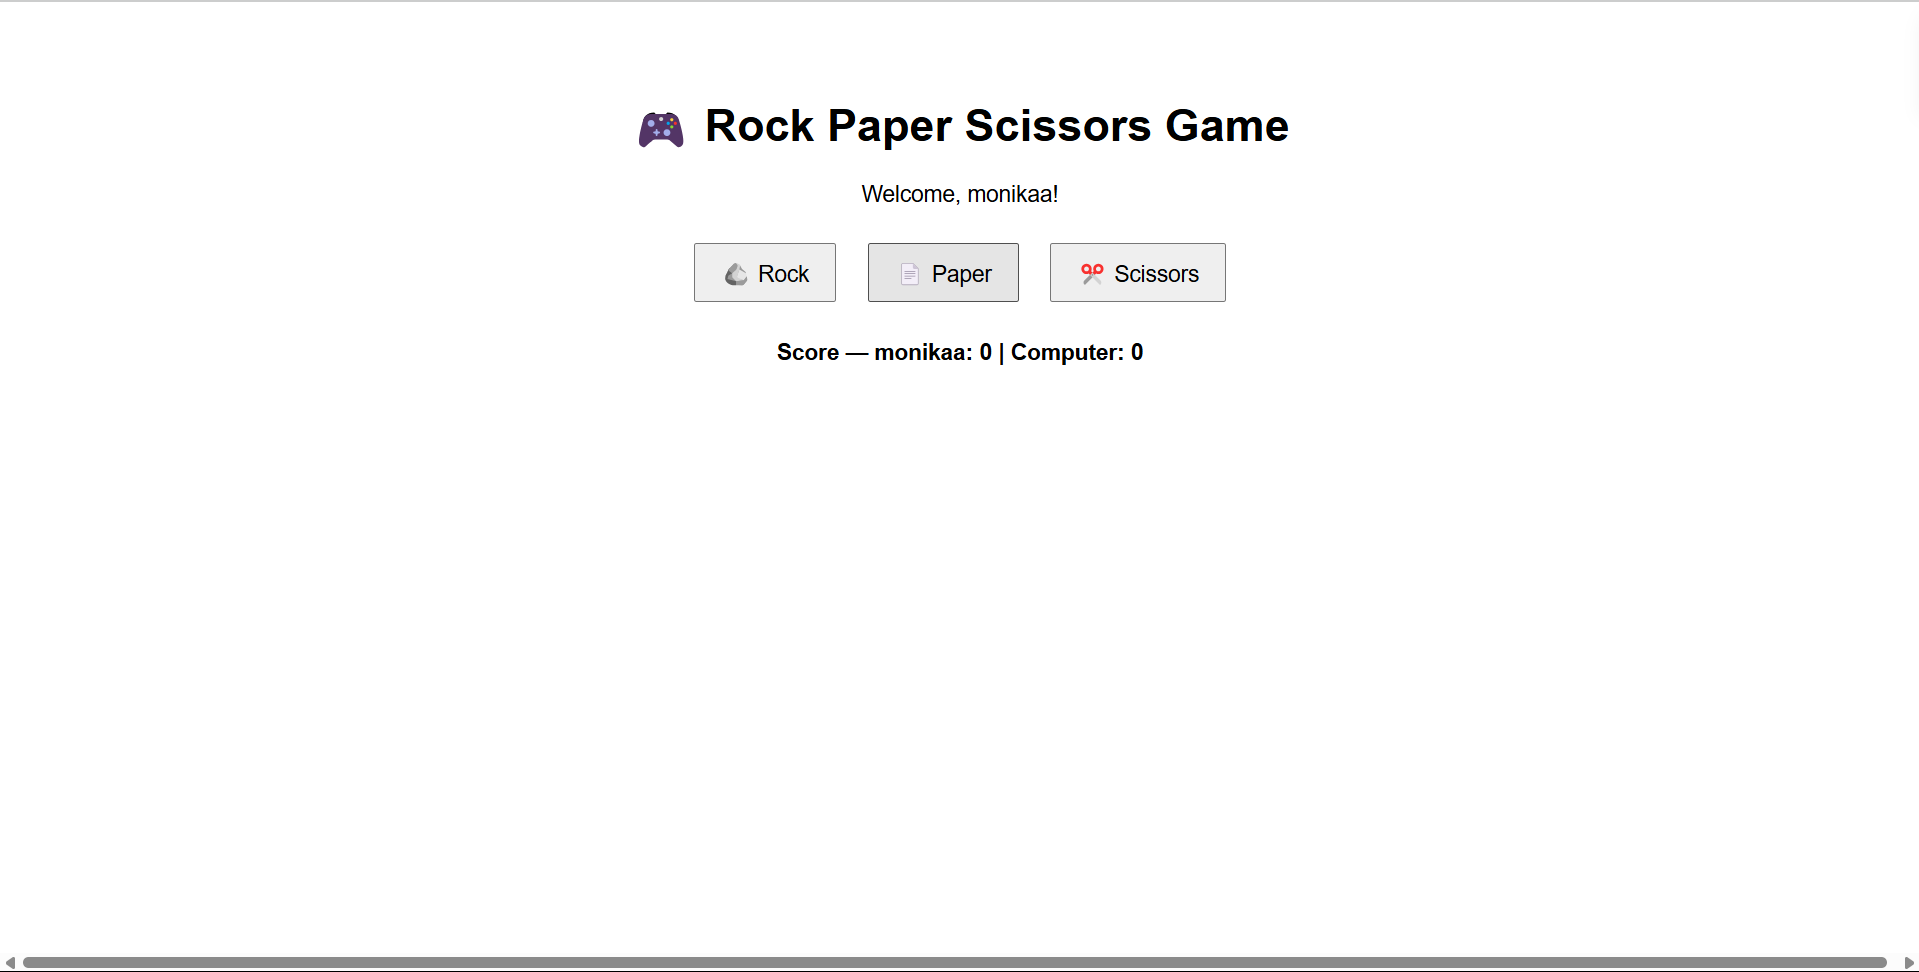 Rock Paper Scissors Game
Welcome, monikaa!
Rock
Paper
Scissors
Score — monikaa: 0 | Computer: 0